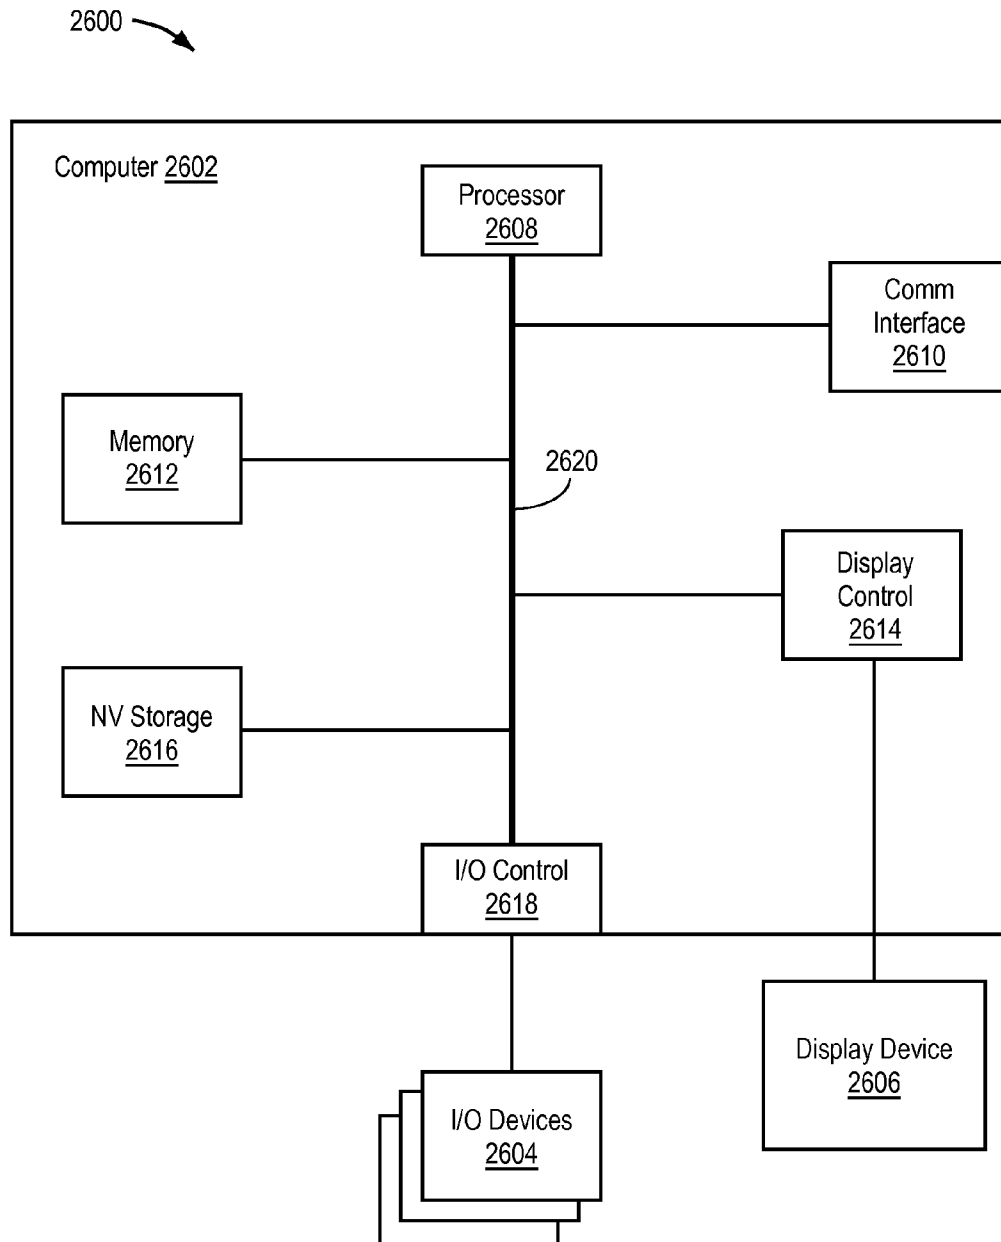 2600
Computer 2602
Processor
2608
Comm
Interface
2610
Memory
2612
2620
Display
Control
2614
NV Storage
2616
I/O Control
2618
Display Device
2606
I/O Devices
2604